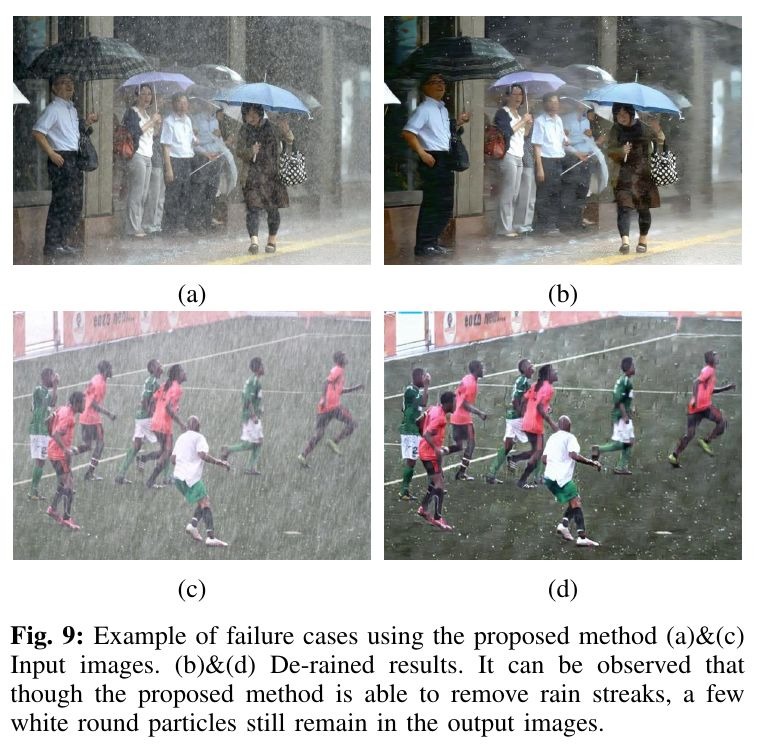 (a)
(b)
(c)
(d)
Fig. 9: Example of failure cases using the proposed method (a)&(c)
Input images. (b)&(d) De-rained results. It can be observed that
though the proposed method is able to remove rain streaks, a few
white round particles still remain in the output images.